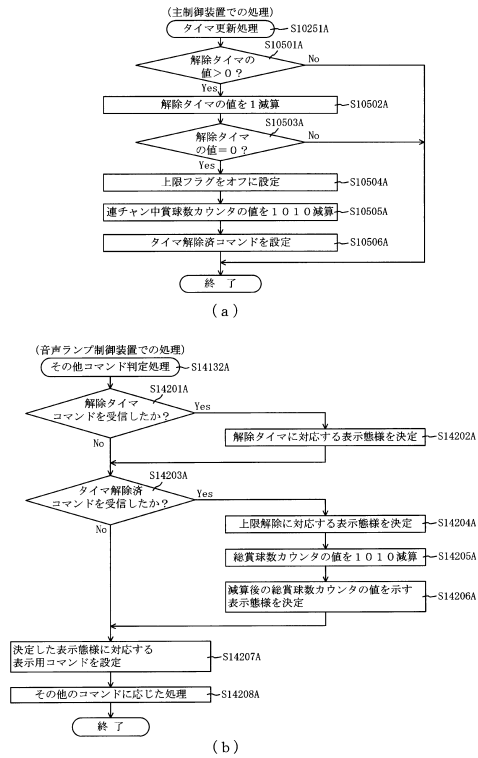 (主制御装置での処理)
タイマ更新処理
S10251A
S10501A
解除タイマの
値>0?
No
Yes
解除タイマの値を1減算
S10502A
S10503A
解除タイマ
の値=0?
No
Yes
上限フラグをオフに設定
S10504A
連チャン中賞球数カウンタの値を1010減算
S10505A
タイマ解除済コマンドを設定
S10506A
終了
(a)
(音声ランプ制御装置での処理)
その他コマンド判定処理
S14132A
S14201A
解除タイマ
コマンドを受信したか?
Yes
No
解除タイマに対応する表示態様を決定
S14202A
S14203A
タイマ解除済
コマンドを受信したか?
Yes
No
上限解除に対応する表示態様を決定
S14204A
総賞球数カウンタの値を1010減算
S14205A
減算後の総賞球数カウンタの値を示す
表示態様を決定
S14206A
決定した表示態様に対応する
表示用コマンドを設定
S14207A
その他のコマンドに応じた処理
S14208A
終了
(b)